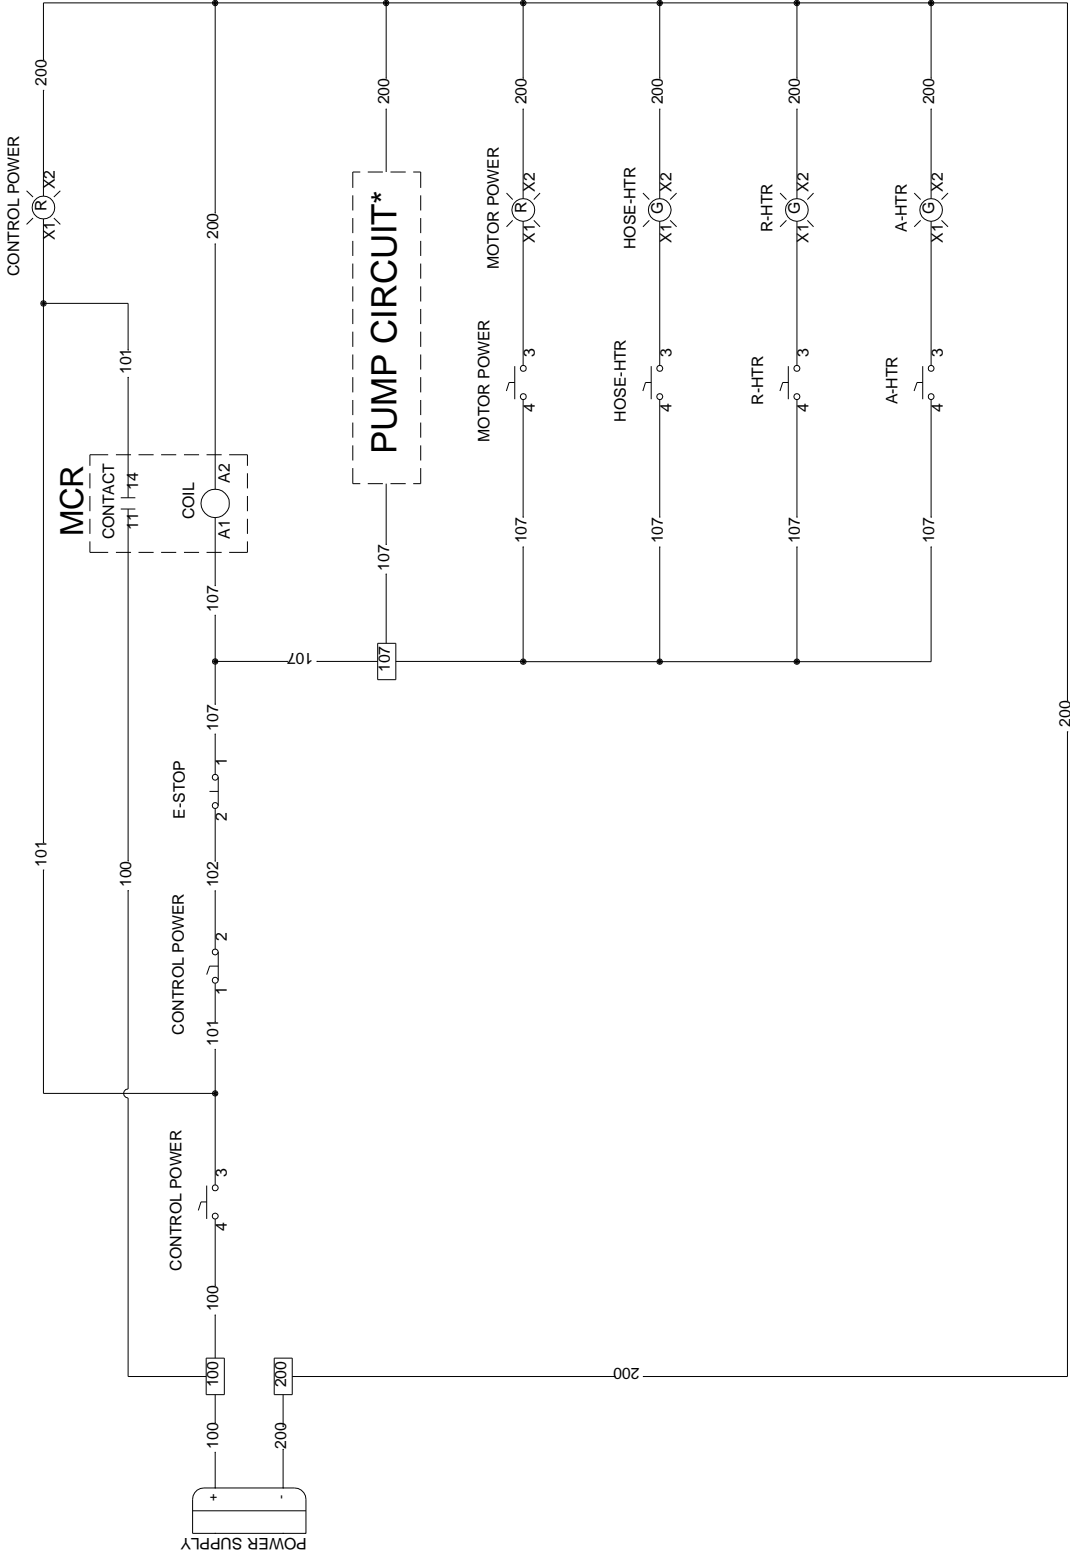 CONTROL POWER
101
X1
R
X2
200
MCR
100
CONTACT
11
14
101
POWER SUPPLY
+
100
100
100
CONTROL POWER
4
3
101
CONTROL POWER
1
2
102
E-STOP
2
1
107
107
COIL
A1
A2
200
-
200
200
107
107
107
PUMP CIRCUIT*
200
107
MOTOR POWER
4
3
MOTOR POWER
X1
R
X2
200
107
HOSE-HTR
4
3
HOSE-HTR
X1
G
X2
200
107
R-HTR
4
3
R-HTR
X1
G
X2
200
107
A-HTR
4
3
A-HTR
X1
G
X2
200
200
200